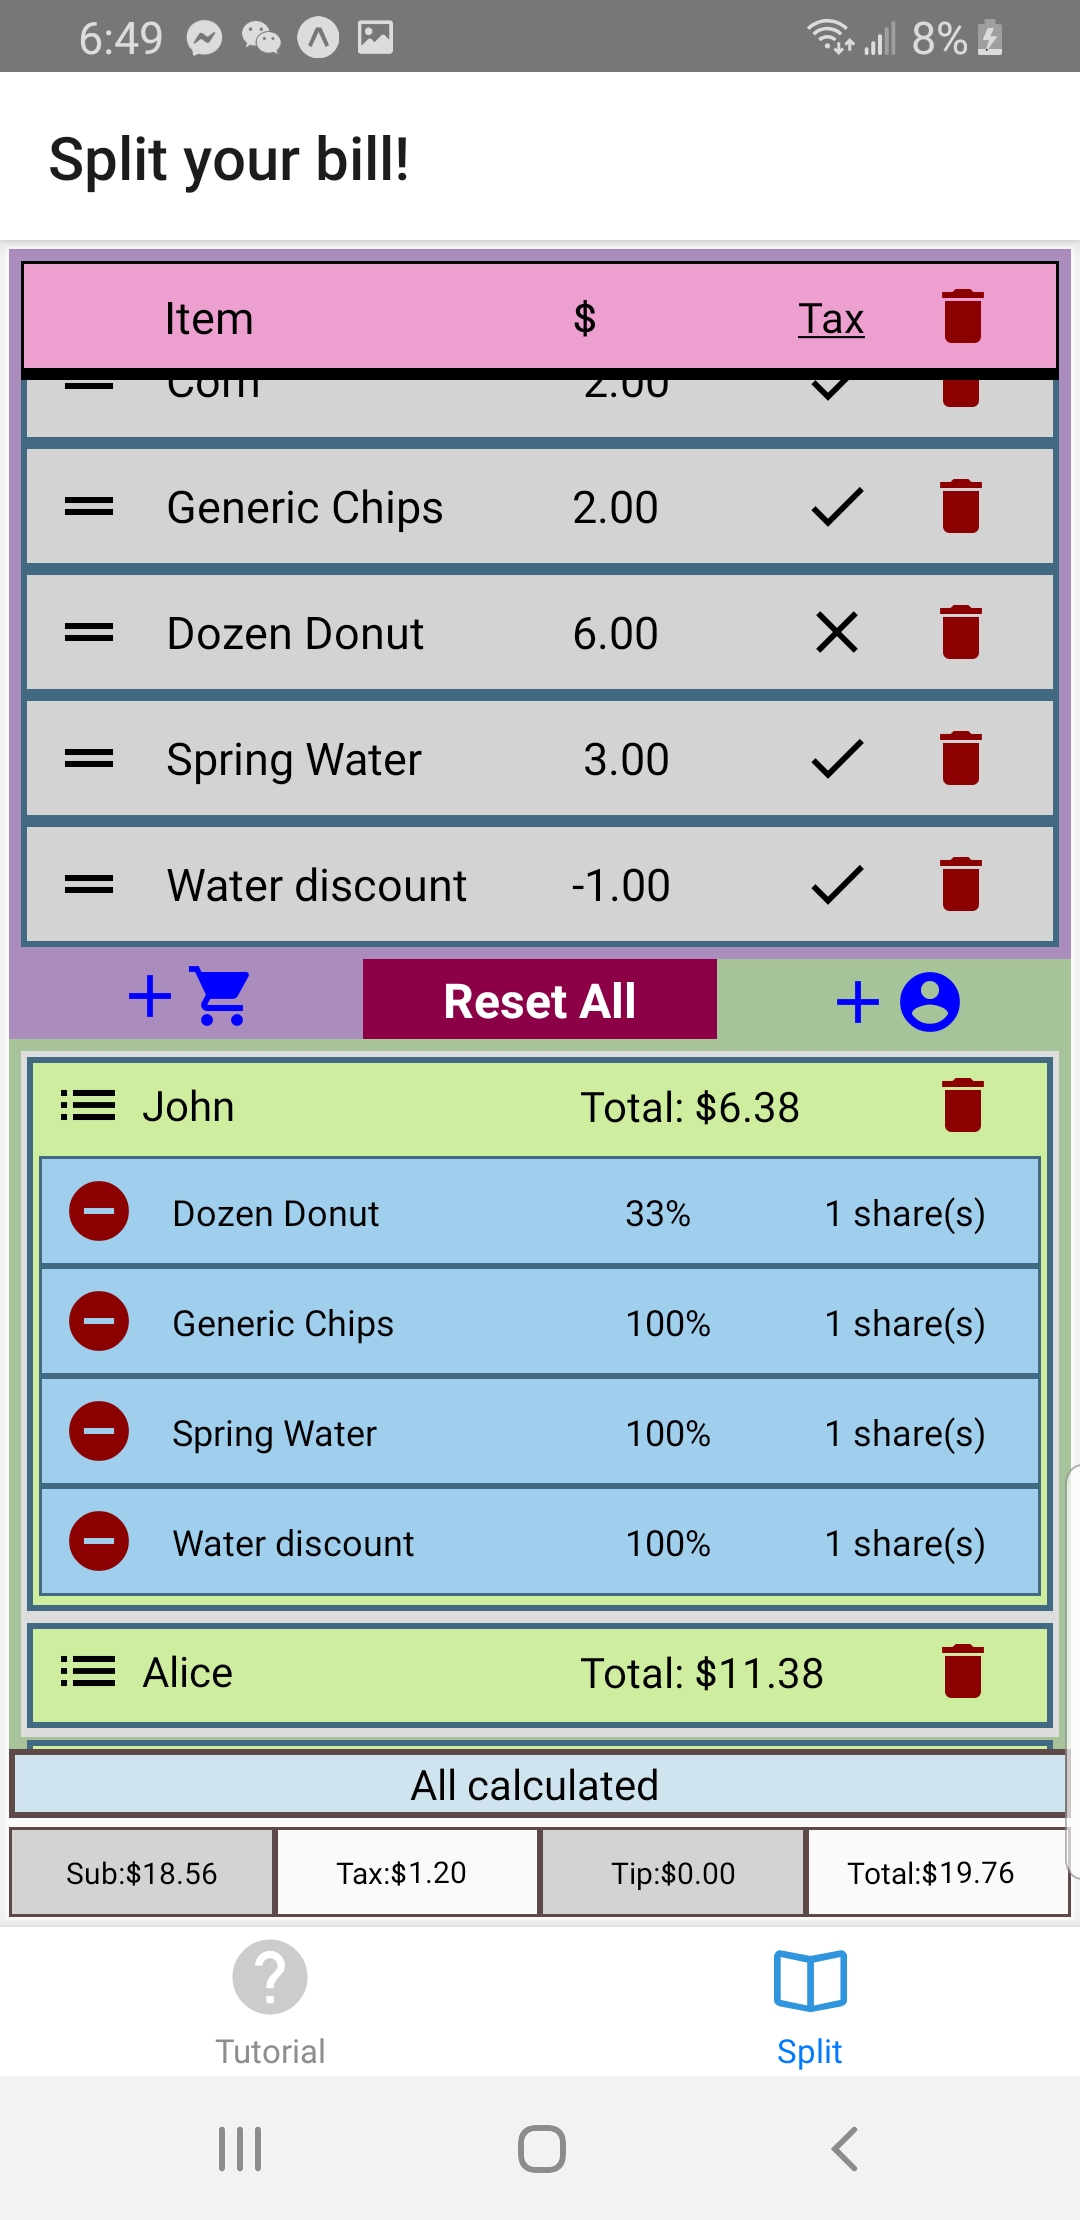 6:49 8%
Split your bill!
Item $ Tax
2.00
Generic Chips 2.00
Dozen Donut 6.00
Spring Water 3.00
Water discount -1.00
Reset All
John Total: $6.38
Dozen Donut 33% 1 share(s)
Generic Chips 100% 1 share(s)
Spring Water 100% 1 share(s)
Water discount 100% 1 share(s)
Alice Total: $11.38
All calculated
Sub:$18.56 Tax:$1.20 Tip:$0.00 Total:$19.76
Tutorial Split